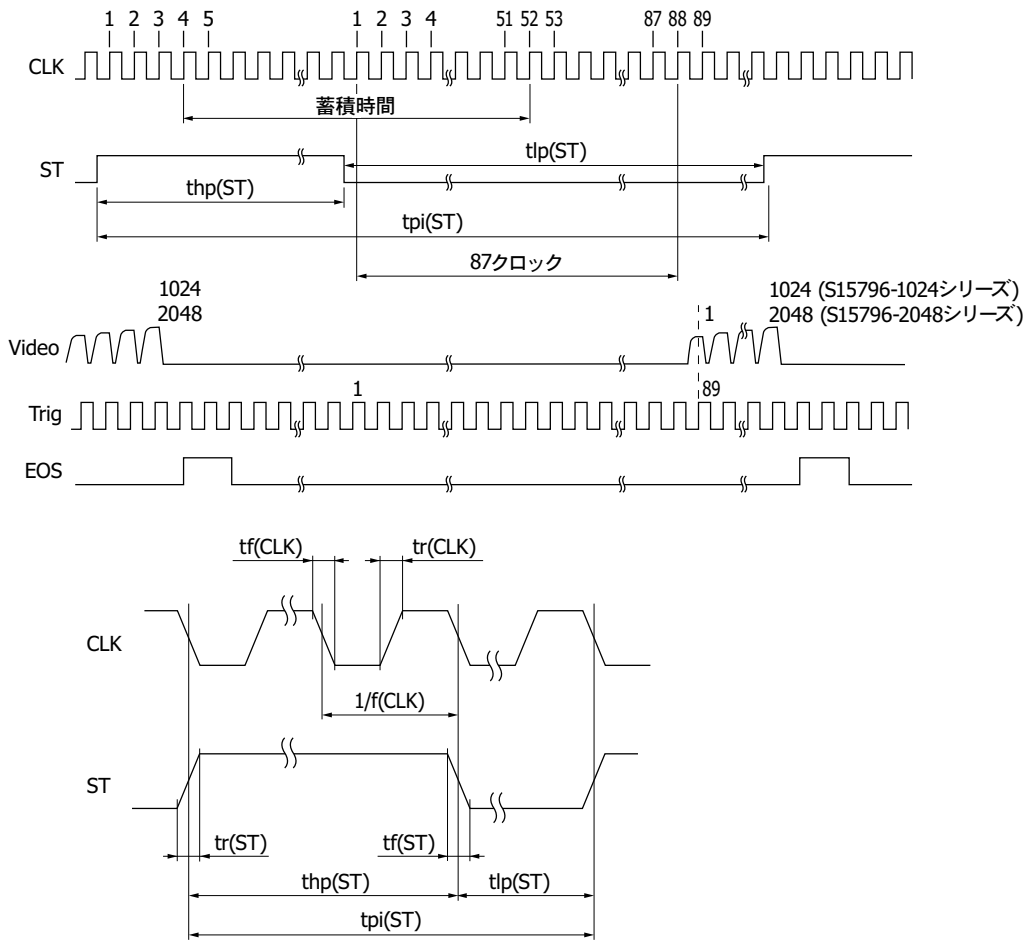 1 2 3 4 5 1 2 3 4 51 52 53 87 88 89
CLK
蓄積時間
ST
tlp(ST)
thp(ST)
tpi(ST)
87クロック
1024
2048
1
1024 (S15796-1024シリーズ)
2048 (S15796-2048シリーズ)
Video
1
89
Trig
EOS
tf(CLK)
tr(CLK)
CLK
1/f(CLK)
ST
tr(ST)
tf(ST)
thp(ST)
tlp(ST)
tpi(ST)